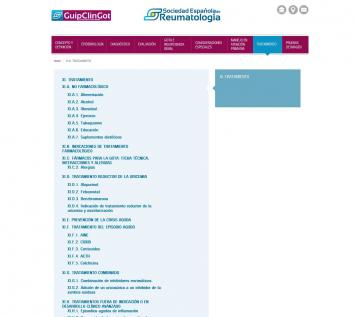 GuipClinGot
Sociedad Española de
Reumatología
CONCEPTO Y DEFINICIÓN
EPIDEMIOLOGÍA
DIAGNÓSTICO
EVALUACIÓN
GOTA E INSUFICIENCIA RENAL
CONSIDERACIONES ESPECIALES
MANEJO EN ATENCIÓN PRIMARIA
TRATAMIENTO
XI. TRATAMIENTO
XI. TRATAMIENTO
XI. TRATAMIENTO
XI.A. NO FARMACOLÓGICO
XI.A.1. Alimentación
XI.A.2. Alcohol
XI.A.3. Obesidad
XI.A.4. Ejercicio
XI.A.5. Tabaquismo
XI.A.6. Educación
XI.A.7. Suplementos dietéticos
XI.B. INDICACIONES DE TRATAMIENTO
FARMACOLÓGICO
XI.C. FÁRMACOS PARA LA GOTA: FICHA TÉCNICA,
INTERACCIONES Y ALERGIAS
XI.C.2. Alergias
XI.D. TRATAMIENTO REDUCTOR DE LA URICEMIA
XI.D.1. Alopurinol
XI.D.2. Febuxostat
XI.D.3. Benzbromarona
XI.D.4. Indicación de tratamiento reductor de la
uricemia y monitorización
XI.E. PREVENCIÓN DE LA CRISIS AGUDA
XI.F. TRATAMIENTO DEL EPISODIO AGUDO
XI.F.1. AINE
XI.F.2. COXIB
XI.F.3. Corticoides
XI.F.4. ACTH
XI.F.5. Colchicina
XI.G. TRATAMIENTO COMBINADO
XI.G.1. Combinación de inhibidores enzimáticos
XI.G.2. Adición de un uricosúrico a un inhibidor de la
xantina oxidasa
XI.H. TRATAMIENTOS FUERA DE INDICACIÓN O EN
DESARROLLO CLÍNICO AVANZADO
XI.H.1. Episodios agudos de inflamación